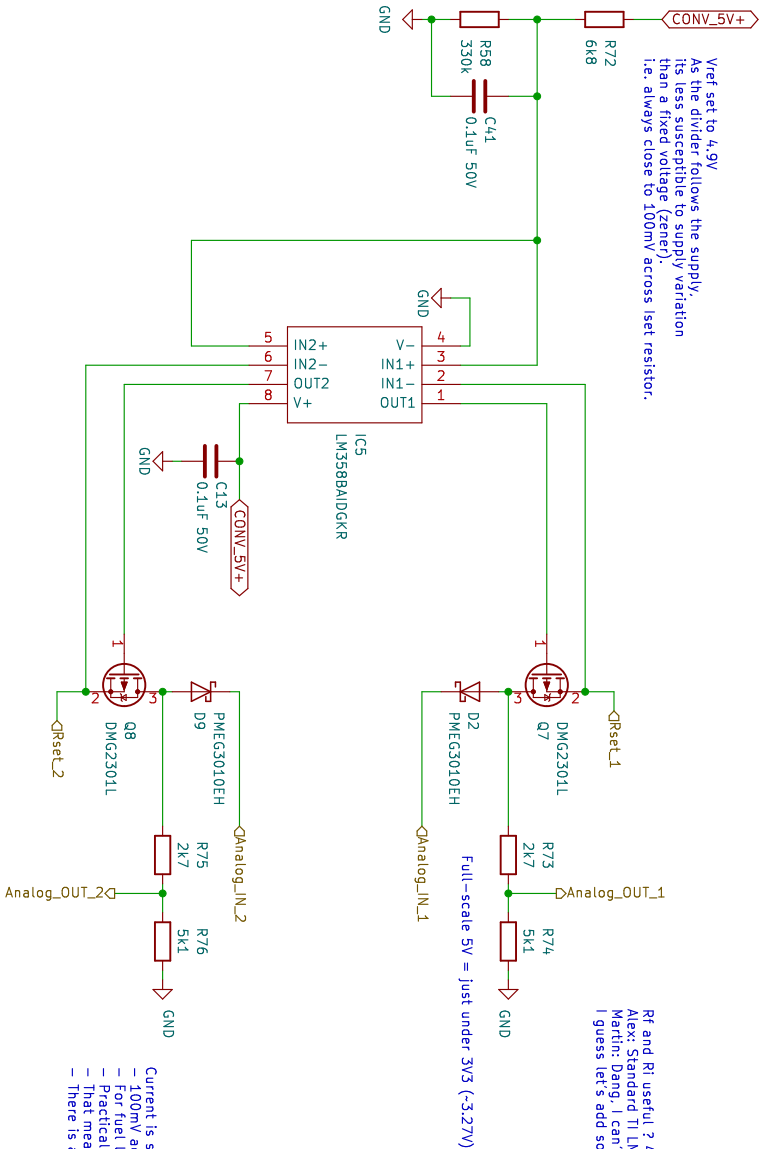 CONV_5V+
R72
6k8
R58
330k
GND
C41
0.1uF 50V
Vref set to 4.9V
As the divider follows the supply,
its less susceptible to supply variation
than a fixed voltage (zener).
i.e. always close to 100mV across Iset resistor.
GND
5
6
7
8
IN2+
IN2-
OUT2
V+
V-
IN1+
IN1-
OUT1
4
3
2
1
IC5
LM358BAIDGKR
GND
C13
0.1uF 50V
CONV_5V+
1
2
3
Q8
DMG2301L
D9
PMEG3010EH
Rset_2
1
3
2
Q7
DMG2301L
D2
PMEG3010EH
Rset_1
R75
2k7
Analog_IN_2
Analog_OUT_2
R76
5k1
GND
Analog_IN_1
R73
2k7
Analog_OUT_1
R74
5k1
GND
Full-scale 5V = just under 3V3 (~3.27V)
Rf and Ri useful ?
Alex: Standard TI
Martin: Dang, I can'
I guess let's add
Current is
- 100mV
- For fuel
- Practical
- That
- There is